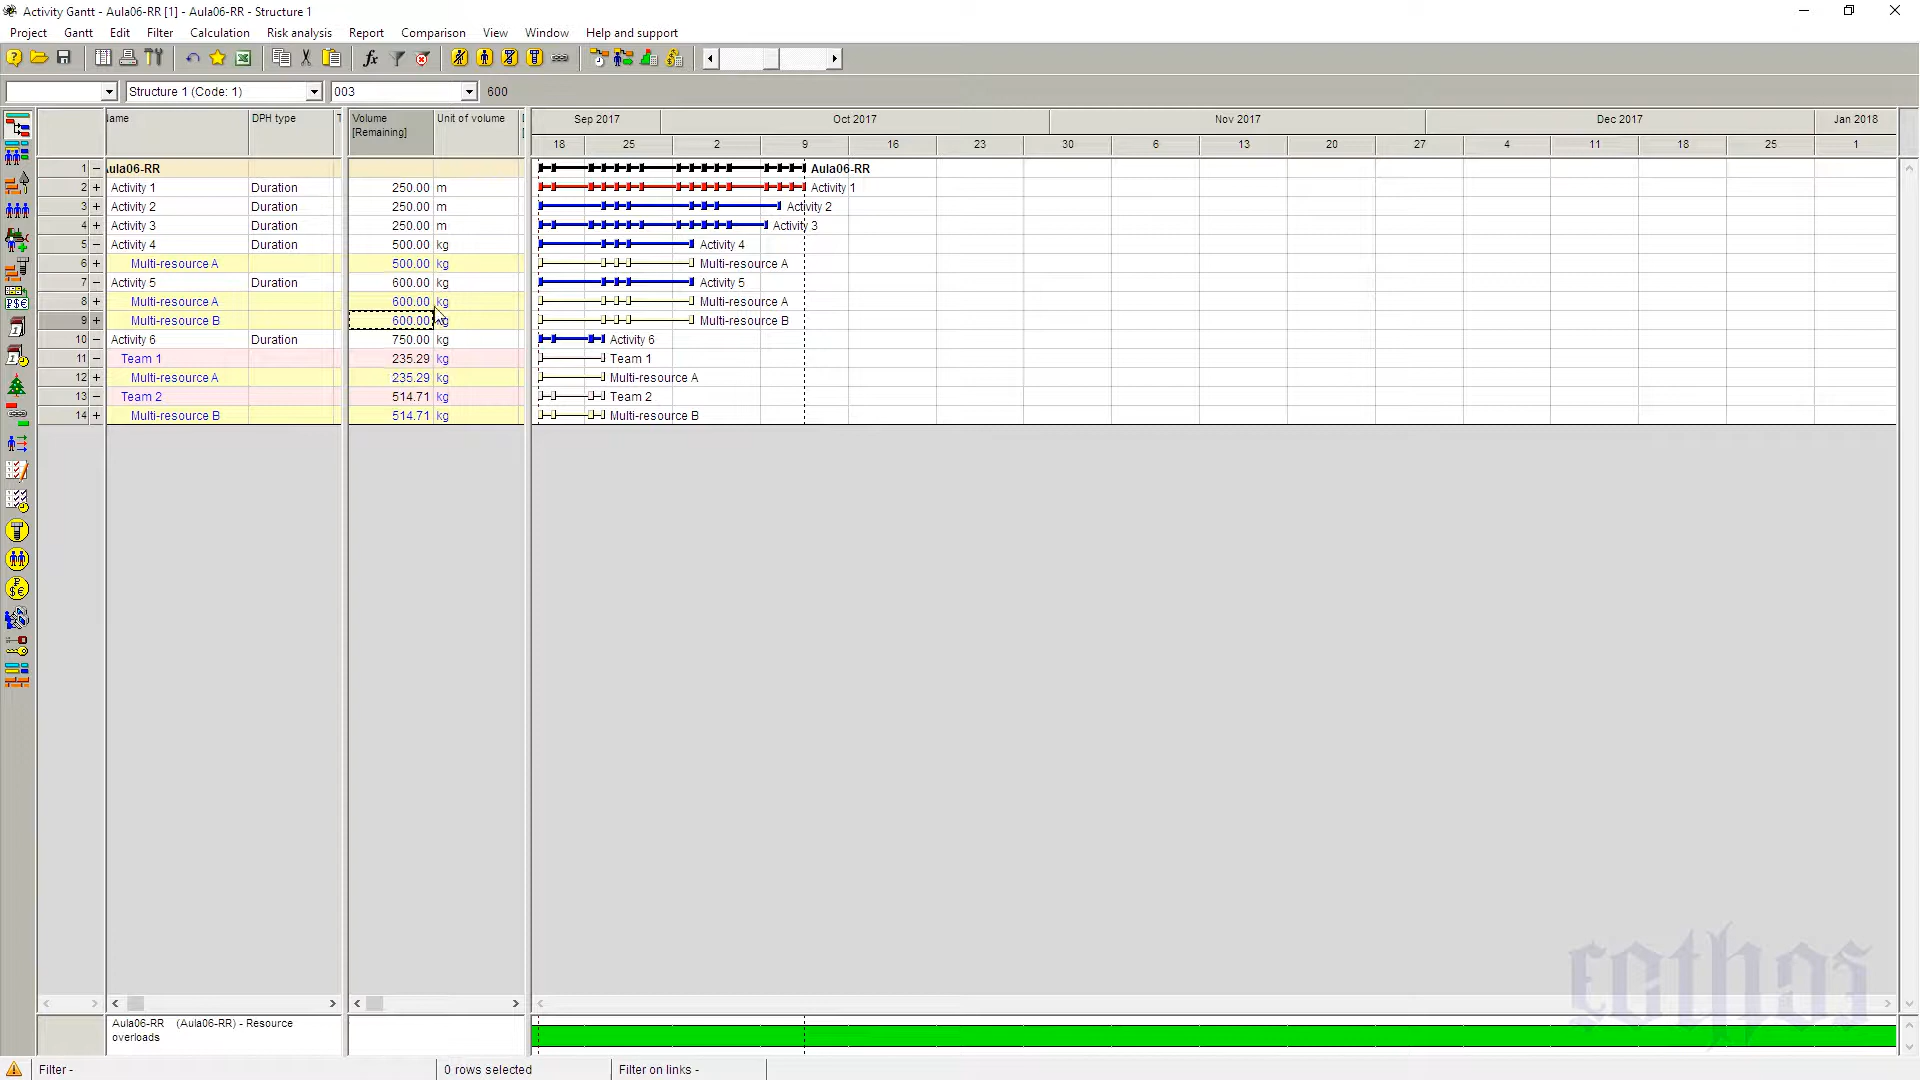 Activity Gantt - Aula06-RR [1] - Aula06-RR - Structure 1
Project Gantt Edit Filter Calculation Risk analysis Report Comparison View Window Help and support
Structure 1 (Code: 1) 003 600
lame DPH type T Volume [Remaining] Unit of volume
Sep 2017 Oct 2017 Nov 2017 Dec 2017 Jan 2018
18 25 2 9 16 23 30 6 13 20 27 4 11 18 25 1
1 − Aula06-RR Aula06-RR
2 + Activity 1 Duration 250.00 m Activity 1
3 + Activity 2 Duration 250.00 m Activity 2
4 + Activity 3 Duration 250.00 m Activity 3
5 − Activity 4 Duration 500.00 kg Activity 4
6 + Multi-resource A 500.00 kg Multi-resource A
7 − Activity 5 Duration 600.00 kg Activity 5
8 + Multi-resource A 600.00 kg Multi-resource A
9 + Multi-resource B 600.00 kg Multi-resource B
10 − Activity 6 Duration 750.00 kg Activity 6
11 − Team 1 235.29 kg Team 1
12 + Multi-resource A 235.29 kg Multi-resource A
13 − Team 2 514.71 kg Team 2
14 + Multi-resource B 514.71 kg Multi-resource B
Aula06-RR (Aula06-RR) - Resource
overloads
eothos
Filter - 0 rows selected Filter on links -